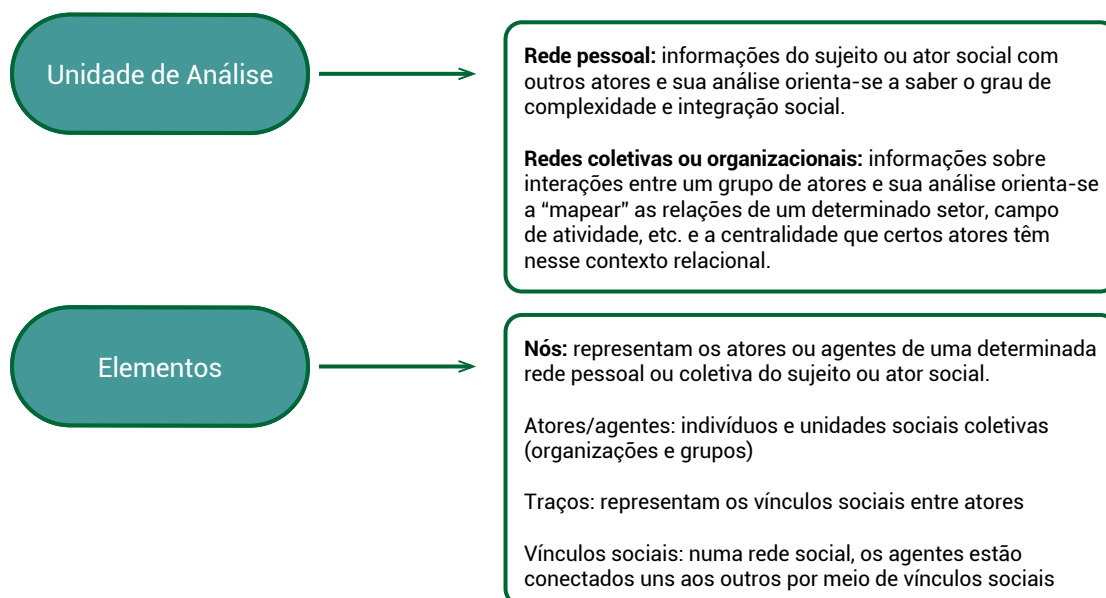 Unidade de Análise
Rede pessoal: informações do sujeito ou ator social com
outros atores e sua análise orienta-se a saber o grau de
complexidade e integração social.
Redes coletivas ou organizacionais: informações sobre
interações entre um grupo de atores e sua análise orienta-se
a “mapear” as relações de um determinado setor, campo
de atividade, etc. e a centralidade que certos atores têm
nesse contexto relacional.
Elementos
Nós: representam os atores ou agentes de uma determinada
rede pessoal ou coletiva do sujeito ou ator social.
Atores/agentes: indivíduos e unidades sociais coletivas
(organizações e grupos)
Traços: representam os vínculos sociais entre atores
Vínculos sociais: numa rede social, os agentes estão
conectados uns aos outros por meio de vínculos sociais